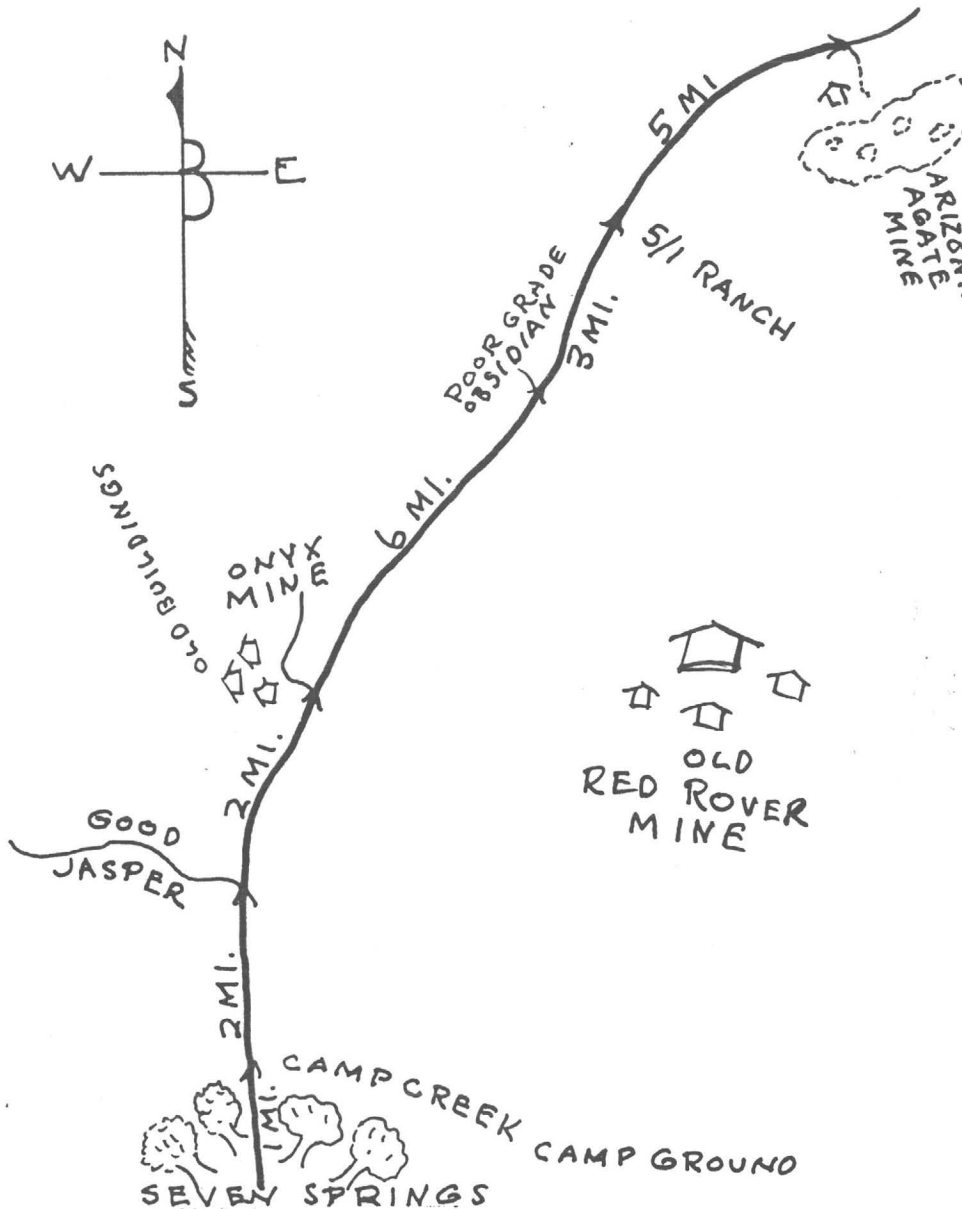 N
W E
S
5 MI
ARIZONA
AGATE
MINE
5/1 RANCH
POOR GRADE
OBSIDIAN
3 MI.
6 MI.
OLD BUILDINGS
ONYX
MINE
OLD
RED ROVER
MINE
2 MI.
GOOD
JASPER
2 MI.
CAMP CREEK
CAMP GROUND
1 MI.
SEVEN SPRINGS